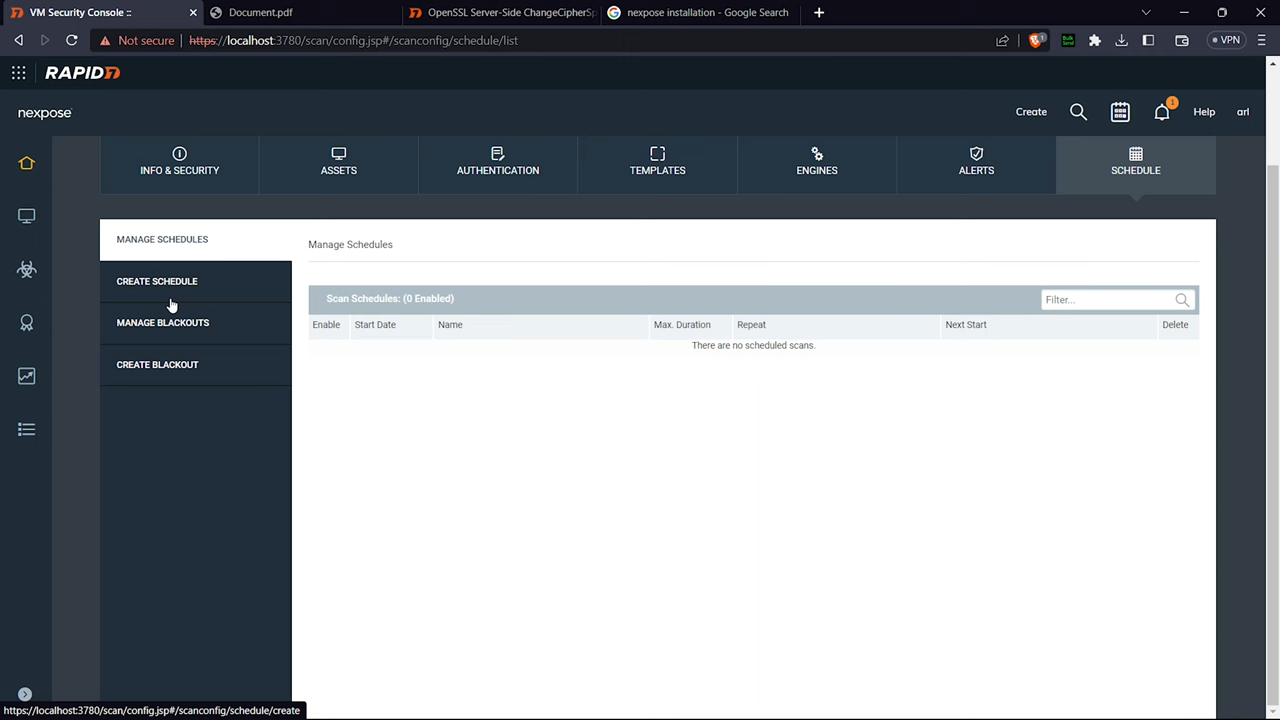 VM Security Console ::
Document.pdf
OpenSSL Server-Side ChangeCipherSp
nexpose installation - Google Search
Not secure
https://localhost:3780/scan/config.jsp#/scanconfig/schedule/list
1
Bulk Send
VPN
RAPID7
nexpose
Create
1
Help
arl
INFO & SECURITY
ASSETS
AUTHENTICATION
TEMPLATES
ENGINES
ALERTS
SCHEDULE
MANAGE SCHEDULES
CREATE SCHEDULE
MANAGE BLACKOUTS
CREATE BLACKOUT
Manage Schedules
Scan Schedules: (0 Enabled)
Filter...
Enable Start Date Name Max. Duration Repeat Next Start Delete
There are no scheduled scans.
https://localhost:3780/scan/config.jsp#/scanconfig/schedule/create